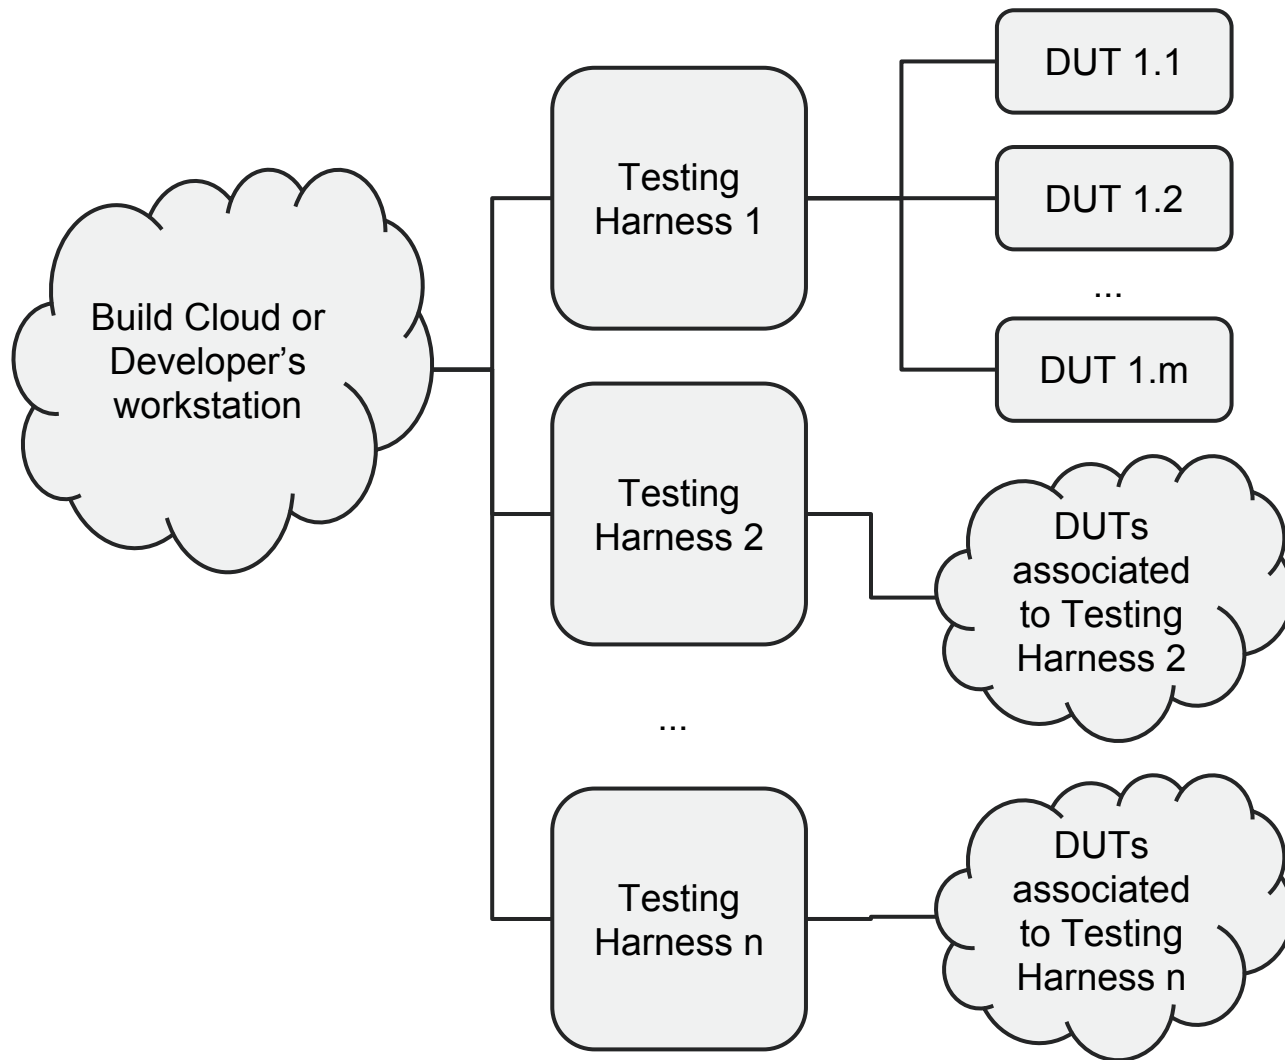 Build Cloud or
Developer’s
workstation
Testing
Harness 1
DUT 1.1
DUT 1.2
...
DUT 1.m
Testing
Harness 2
DUTs
associated
to Testing
Harness 2
...
Testing
Harness n
DUTs
associated
to Testing
Harness n